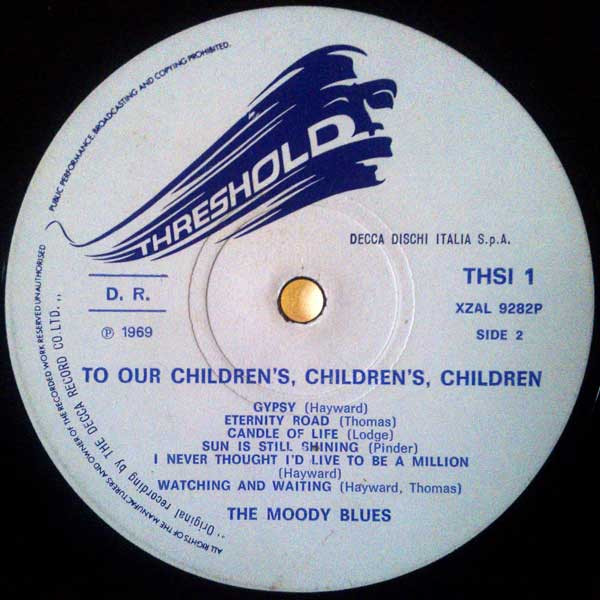 PUBLIC PERFORMANCE, BROADCASTING AND COPYING PROHIBITED.
THRESHOLD
DECCA DISCHI ITALIA S.p.A.
D. R.
℗ 1969
THSI 1
XZAL 9282P
SIDE 2
TO OUR CHILDREN'S, CHILDREN'S, CHILDREN
GYPSY (Hayward)
ETERNITY ROAD (Thomas)
CANDLE OF LIFE (Lodge)
SUN IS STILL SHINING (Pinder)
I NEVER THOUGHT I'D LIVE TO BE A MILLION
(Hayward)
WATCHING AND WAITING (Hayward, Thomas)
THE MOODY BLUES
ALL RIGHTS OF THE MANUFACTURERS AND OWNER OF THE RECORDED WORK RESERVED UNAUTHORISED
,, Original recording by THE DECCA RECORD CO. LTD. ,,